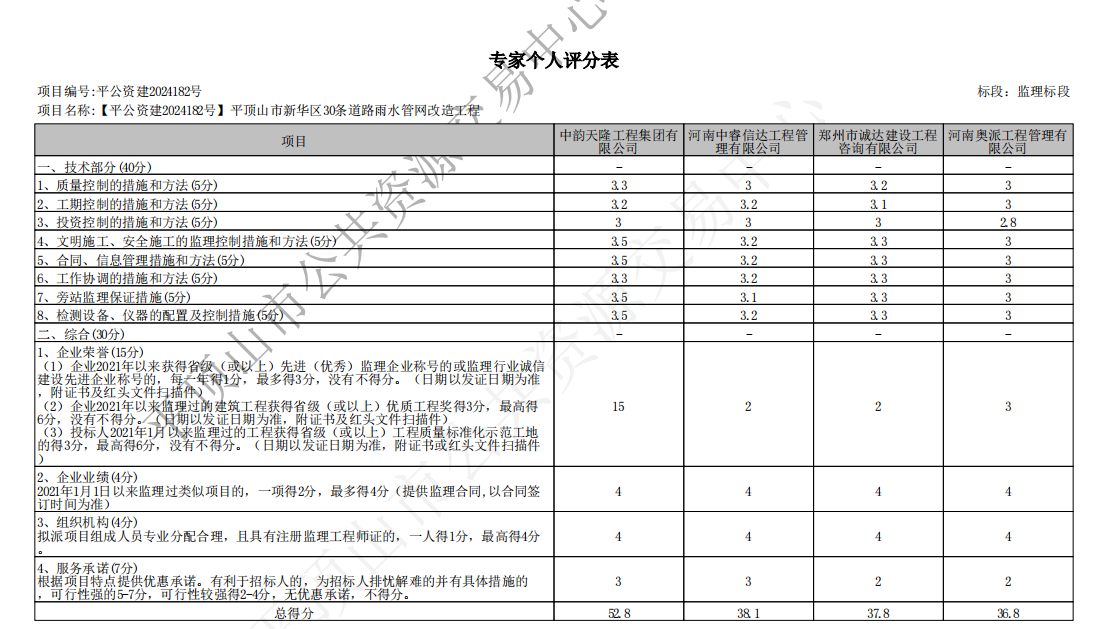 专家个人评分表
项目编号:平公资建2024182号 标段: 监理标段
项目名称:【平公资建2024182号】平顶山市新华区30条道路雨水管网改造工程
项目 中韵天隆工程集团有限公司 河南中睿信达工程管理有限公司 郑州市诚达建设工程咨询有限公司 河南奥派工程管理有限公司
一、技术部分(40分) - - - -
1、质量控制的措施和方法(5分) 3.3 3 3.2 3
2、工期控制的措施和方法(5分) 3.2 3.2 3.1 3
3、投资控制的措施和方法(5分) 3 3 3 2.8
4、文明施工、安全施工的监理控制措施和方法(5分) 3.5 3.2 3.3 3
5、合同、信息管理措施和方法(5分) 3.5 3.2 3.3 3
6、工作协调的措施和方法(5分) 3.3 3.2 3.3 3
7、旁站监理保证措施(5分) 3.5 3.1 3.3 3
8、检测设备、仪器的配置及控制措施(5分) 3.5 3.2 3.3 3
二、综合(30分) - - - -
1、企业荣誉(15分)
(1)企业2021年以来获得省级(或以上)先进(优秀)监理企业称号的或监理行业诚信
建设先进企业称号的,每一年得1分,最多得3分,没有不得分。(日期以发证日期为准
,附证书及红头文件扫描件)
(2)企业2021年以来监理过的建筑工程获得省级(或以上)优质工程奖得3分,最高得 15 2 2 3
6分,没有不得分。(日期以发证日期为准,附证书及红头文件扫描件)
(3)投标人2021年1月以来监理过的工程获得省级(或以上)工程质量标准化示范工地
的得3分,最高得6分,没有不得分。(日期以发证日期为准,附证书或红头文件扫描件
)
2、企业业绩(4分)
2021年1月1日以来监理过类似项目的,一项得2分,最多得4分(提供监理合同,以合同签 4 4 4 4
订时间为准)
3、组织机构(4分)
拟派项目组成人员专业分配合理,且具有注册监理工程师证的,一人得1分,最高得4分 4 4 4 4
。
4、服务承诺(7分)
根据项目特点提供优惠承诺。有利于招标人的,为招标人排忧解难的并有具体措施的 3 3 2 2
,可行性强的5-7分,可行性较强得2-4分,无优惠承诺,不得分。
总得分 52.8 38.1 37.8 36.8
平顶山市公共资源交易中心
平顶山市公共资源交易中心